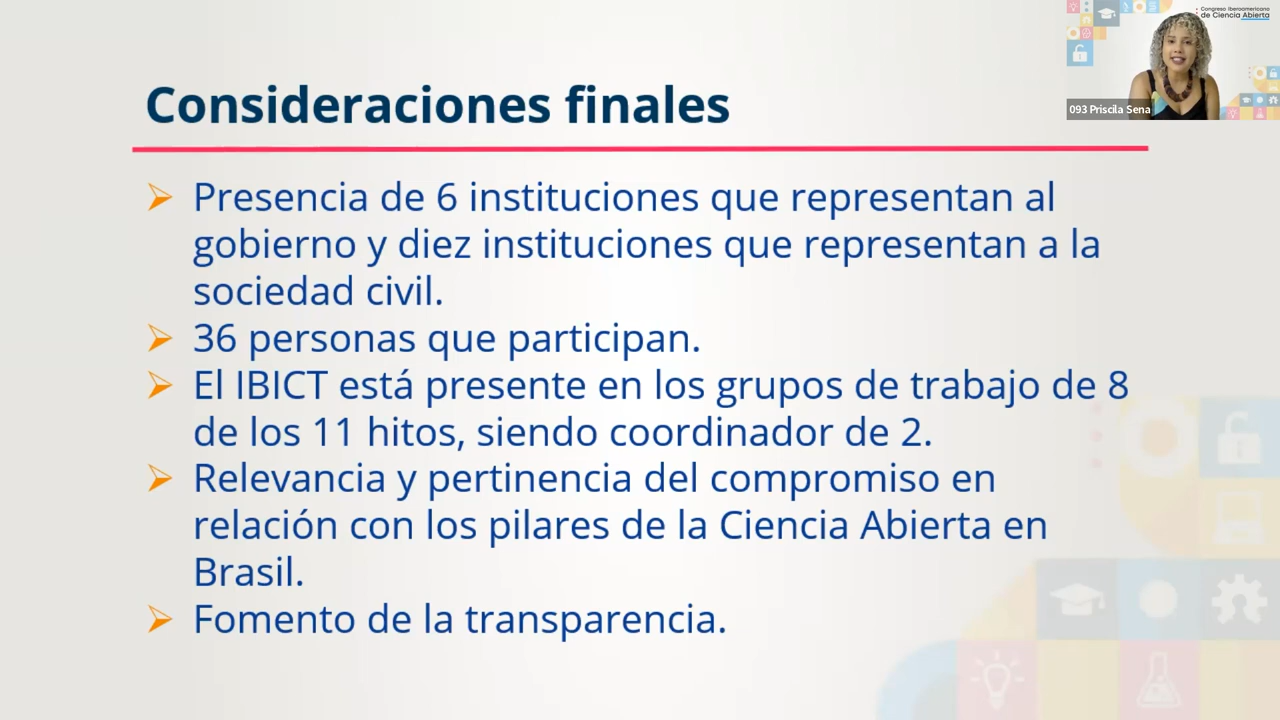 Congreso Iberoamericano
de Ciencia Abierta
093 Priscila Sena
Consideraciones finales
Presencia de 6 instituciones que representan al
gobierno y diez instituciones que representan a la
sociedad civil.
36 personas que participan.
El IBICT está presente en los grupos de trabajo de 8
de los 11 hitos, siendo coordinador de 2.
Relevancia y pertinencia del compromiso en
relación con los pilares de la Ciencia Abierta en
Brasil.
Fomento de la transparencia.